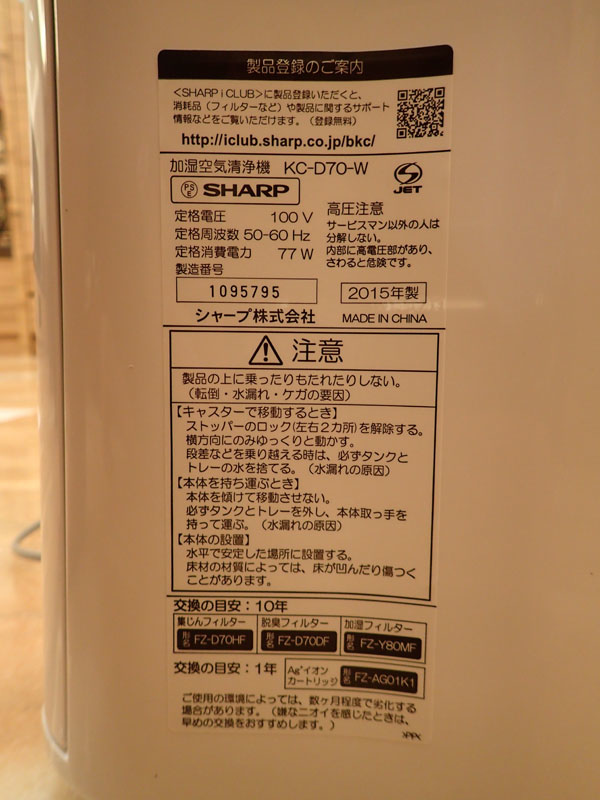 製品登録のご案内
<SHARP i CLUB>に製品登録いただくと、
消耗品（フィルターなど）や製品に関するサポート
情報などをご覧いただけます。（登録無料）
http://iclub.sharp.co.jp/bkc/
加湿空気清浄機 KC-D70-W
PS E SHARP
JET
定格電圧 100 V
定格周波数 50-60 Hz
定格消費電力 77 W
製造番号
高圧注意
サービスマン以外の人は
分解しない。
内部に高電圧部があり、
さわると危険です。
1095795
2015年製
シャープ株式会社 MADE IN CHINA
注意
製品の上に乗ったりもたれたりしない。
（転倒・水漏れ・ケガの要因）
【キャスターで移動するとき】
ストッパーのロック(左右2カ所)を解除する。
横方向にのみゆっくりと動かす。
段差などを乗り越える時は、必ずタンクと
トレーの水を捨てる。（水漏れの原因）
【本体を持ち運ぶとき】
本体を傾けて移動させない。
必ずタンクとトレーを外し、本体取っ手を
持って運ぶ。（水漏れの原因）
【本体の設置】
水平で安定した場所に設置する。
床材の材質によっては、床が凹んだり傷つく
ことがあります。
交換の目安：10年
集じんフィルター 脱臭フィルター 加湿フィルター
形名 FZ-D70HF 形名 FZ-D70DF 形名 FZ-Y80MF
交換の目安：1年
Ag⁺イオン
カートリッジ
形名 FZ-AG01K1
ご使用の環境によっては、数ヶ月程度で劣化する
場合があります。（嫌なニオイを感じたときは、
早めの交換をおすすめします。）
>PP<